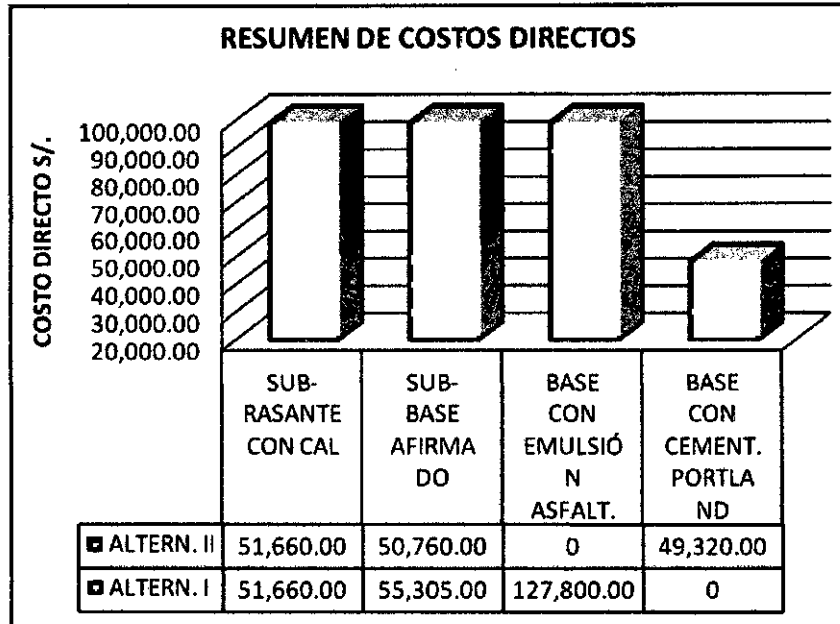 RESUMEN DE COSTOS DIRECTOS
COSTO DIRECTO S/.
100,000.00
90,000.00
80,000.00
70,000.00
60,000.00
50,000.00
40,000.00
30,000.00
20,000.00
SUB-
RASANTE
CON CAL
SUB-
BASE
AFIRMA
DO
BASE
CON
EMULSIÓ
N
ASFALT.
BASE
CON
CEMENT.
PORTLA
ND
ALTERN. II 51,660.00 50,760.00 0 49,320.00
ALTERN. I 51,660.00 55,305.00 127,800.00 0